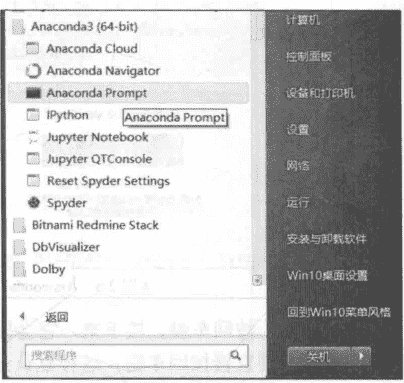 Anaconda3 (64-bit)
Anaconda Cloud
Anaconda Navigator
Anaconda Prompt
IPython
Anaconda Prompt
Jupyter Notebook
Jupyter QTConsole
Reset Spyder Settings
Spyder
Bitnami Redmine Stack
DbVisualizer
Dolby
返回
搜索程序
计算机
控制面板
设备和打印机
设置
网络
运行
安装与卸载软件
Win10桌面设置
回到Win10菜单风格
关机